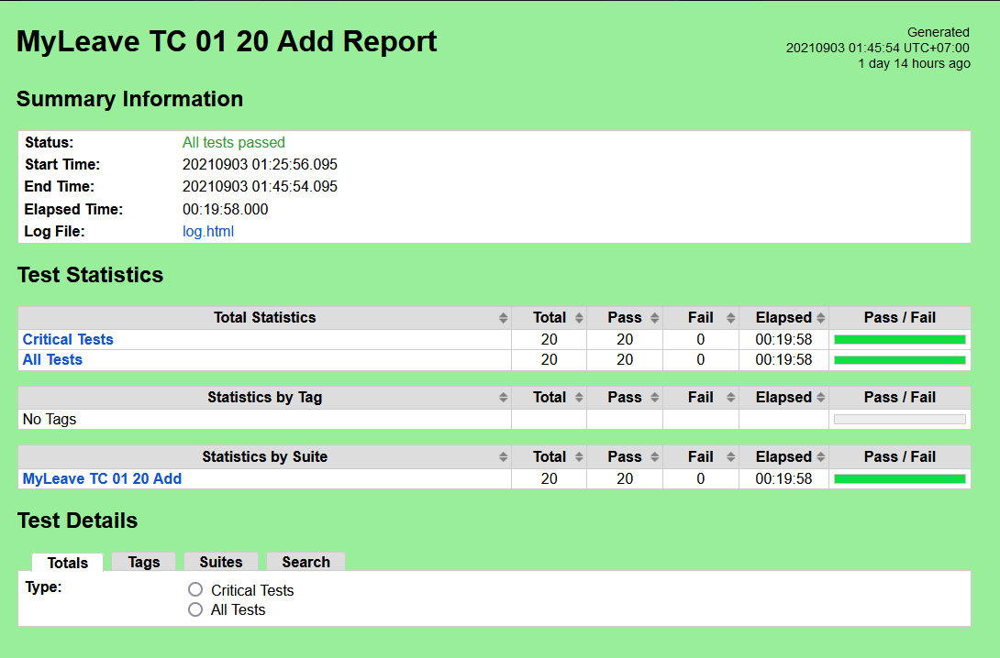 MyLeave TC 01 20 Add Report
Generated
20210903 01:45:54 UTC+07:00
1 day 14 hours ago
Summary Information
Status: All tests passed
Start Time: 20210903 01:25:56.095
End Time: 20210903 01:45:54.095
Elapsed Time: 00:19:58.000
Log File: log.html
Test Statistics
Total Statistics Total Pass Fail Elapsed Pass / Fail
Critical Tests 20 20 0 00:19:58
All Tests 20 20 0 00:19:58
Statistics by Tag Total Pass Fail Elapsed Pass / Fail
No Tags
Statistics by Suite Total Pass Fail Elapsed Pass / Fail
MyLeave TC 01 20 Add 20 20 0 00:19:58
Test Details
Totals Tags Suites Search
Type: Critical Tests
All Tests